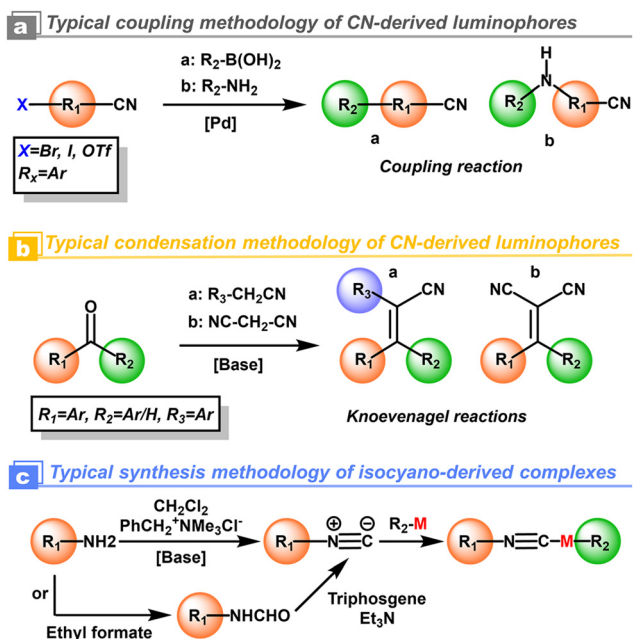 a Typical coupling methodology of CN-derived luminophores
X R₁ CN
a: R₂-B(OH)₂
b: R₂-NH₂
[Pd]
R₂ R₁ CN
a
H
N
R₂ R₁ CN
b
X=Br, I, OTf
Rₓ=Ar
Coupling reaction
b Typical condensation methodology of CN-derived luminophores
O
R₁ R₂
a: R₃-CH₂CN
b: NC-CH₂-CN
[Base]
a
R₃ CN
R₁ R₂
b
NC CN
R₁ R₂
R₁=Ar, R₂=Ar/H, R₃=Ar
Knoevenagel reactions
c Typical synthesis methodology of isocyano-derived complexes
R₁ NH2
CH₂Cl₂
PhCH₂⁺NMe₃Cl⁻
[Base]
⊕ ⊖
R₁ N≡C
R₂-M
R₁ N≡C-M-R₂
or
Ethyl formate
R₁ NHCHO
Triphosgene
Et₃N